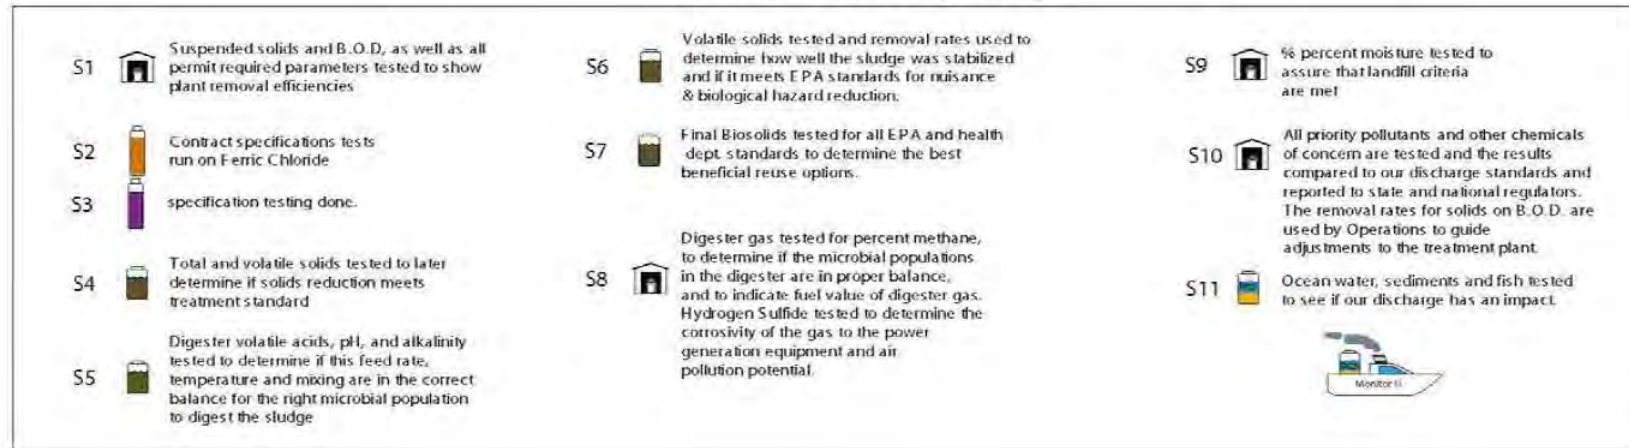 S1
Suspended solids and B.O.D, as well as all
permit required parameters tested to show
plant removal efficiencies
S2
Contract specifications tests
run on Ferric Chloride
S3
specification testing done.
S4
Total and volatile solids tested to later
determine if solids reduction meets
treatment standard
S5
Digester volatile acids, pH, and alkalinity
tested to determine if this feed rate,
temperature and mixing are in the correct
balance for the right microbial population
to digest the sludge
S6
Volatile solids tested and removal rates used to
determine how well the sludge was stabilized
and if it meets EPA standards for nuisance
& biological hazard reduction.
S7
Final Biosolids tested for all EPA and health
dept. standards to determine the best
beneficial reuse options.
S8
Digester gas tested for percent methane,
to determine if the microbial populations
in the digester are in proper balance,
and to indicate fuel value of digester gas.
Hydrogen Sulfide tested to determine the
corrosivity of the gas to the power
generation equipment and air
pollution potential.
S9
% percent moisture tested to
assure that landfill criteria
are met
S10
All priority pollutants and other chemicals
of concern are tested and the results
compared to our discharge standards and
reported to state and national regulators.
The removal rates for solids on B.O.D. are
used by Operations to guide
adjustments to the treatment plant.
S11
Ocean water, sediments and fish tested
to see if our discharge has an impact.
Monitor II